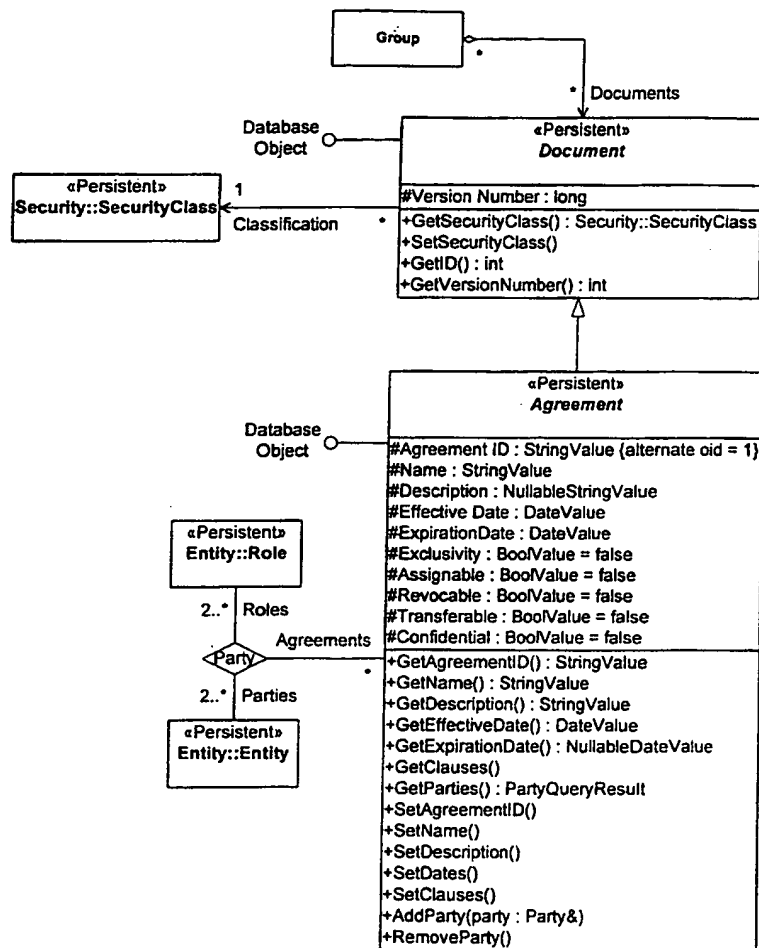 Group
*
* Documents
Database
Object
«Persistent»
Document
#Version Number : long
+GetSecurityClass() : Security::SecurityClass
+SetSecurityClass()
+GetID() : int
+GetVersionNumber() : int
«Persistent»
Security::SecurityClass
1
Classification
*
«Persistent»
Agreement
Database
Object
#Agreement ID : StringValue {alternate oid = 1}
#Name : StringValue
#Description : NullableStringValue
#Effective Date : DateValue
#ExpirationDate : DateValue
#Exclusivity : BoolValue = false
#Assignable : BoolValue = false
#Revocable : BoolValue = false
#Transferable : BoolValue = false
#Confidential : BoolValue = false
+GetAgreementID() : StringValue
+GetName() : StringValue
+GetDescription() : StringValue
+GetEffectiveDate() : DateValue
+GetExpirationDate() : NullableDateValue
+GetClauses()
+GetParties() : PartyQueryResult
+SetAgreementID()
+SetName()
+SetDescription()
+SetDates()
+SetClauses()
+AddParty(party : Party&)
+RemoveParty()
«Persistent»
Entity::Role
2..* Roles
Party
Agreements
*
2..* Parties
«Persistent»
Entity::Entity